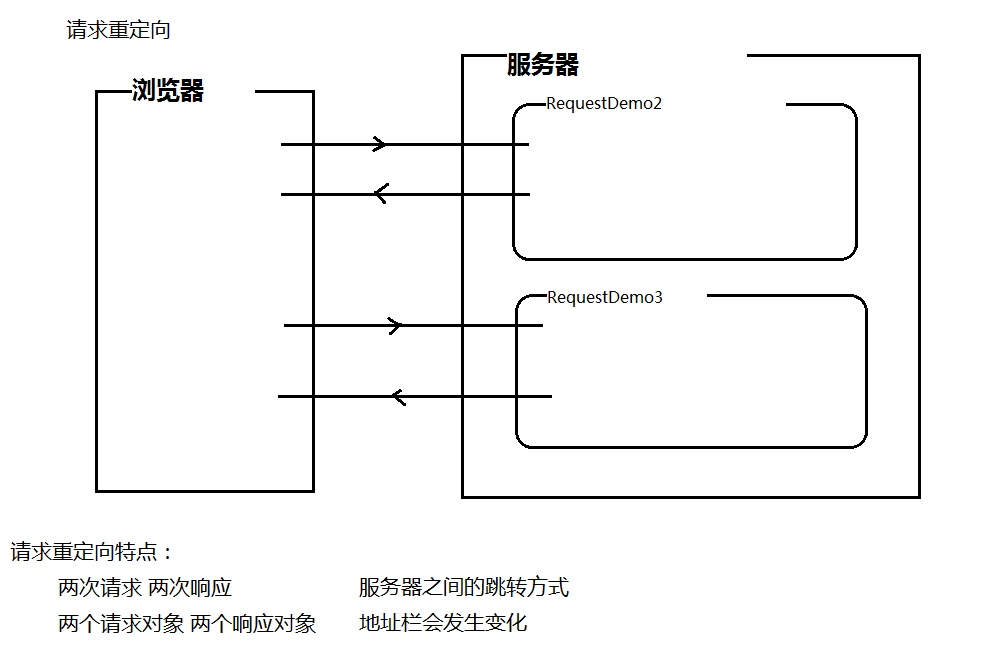 请求重定向
服务器
浏览器
RequestDemo2
RequestDemo3
请求重定向特点：
两次请求 两次响应 服务器之间的跳转方式
两个请求对象 两个响应对象 地址栏会发生变化